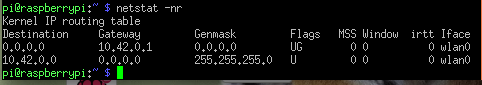 pi@raspberrypi:~ $ netstat -nr
Kernel IP routing table
Destination     Gateway         Genmask         Flags   MSS Window  irtt Iface
0.0.0.0         10.42.0.1       0.0.0.0         UG        0 0          0 wlan0
10.42.0.0       0.0.0.0         255.255.255.0   U         0 0          0 wlan0
pi@raspberrypi:~ $